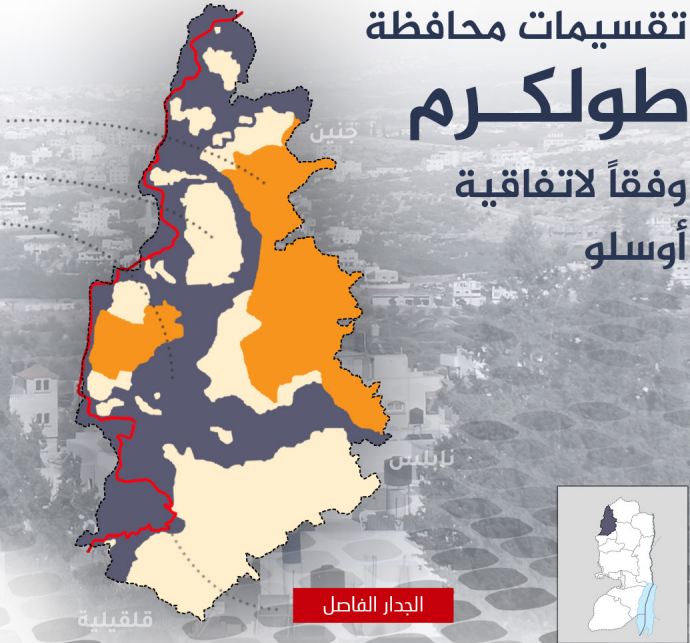 تقسيمات محافظة
طولكـرم
وفقاً لاتفاقية
أوسلو
جنين
نابلس
الجدار الفاصل
قلقيلية